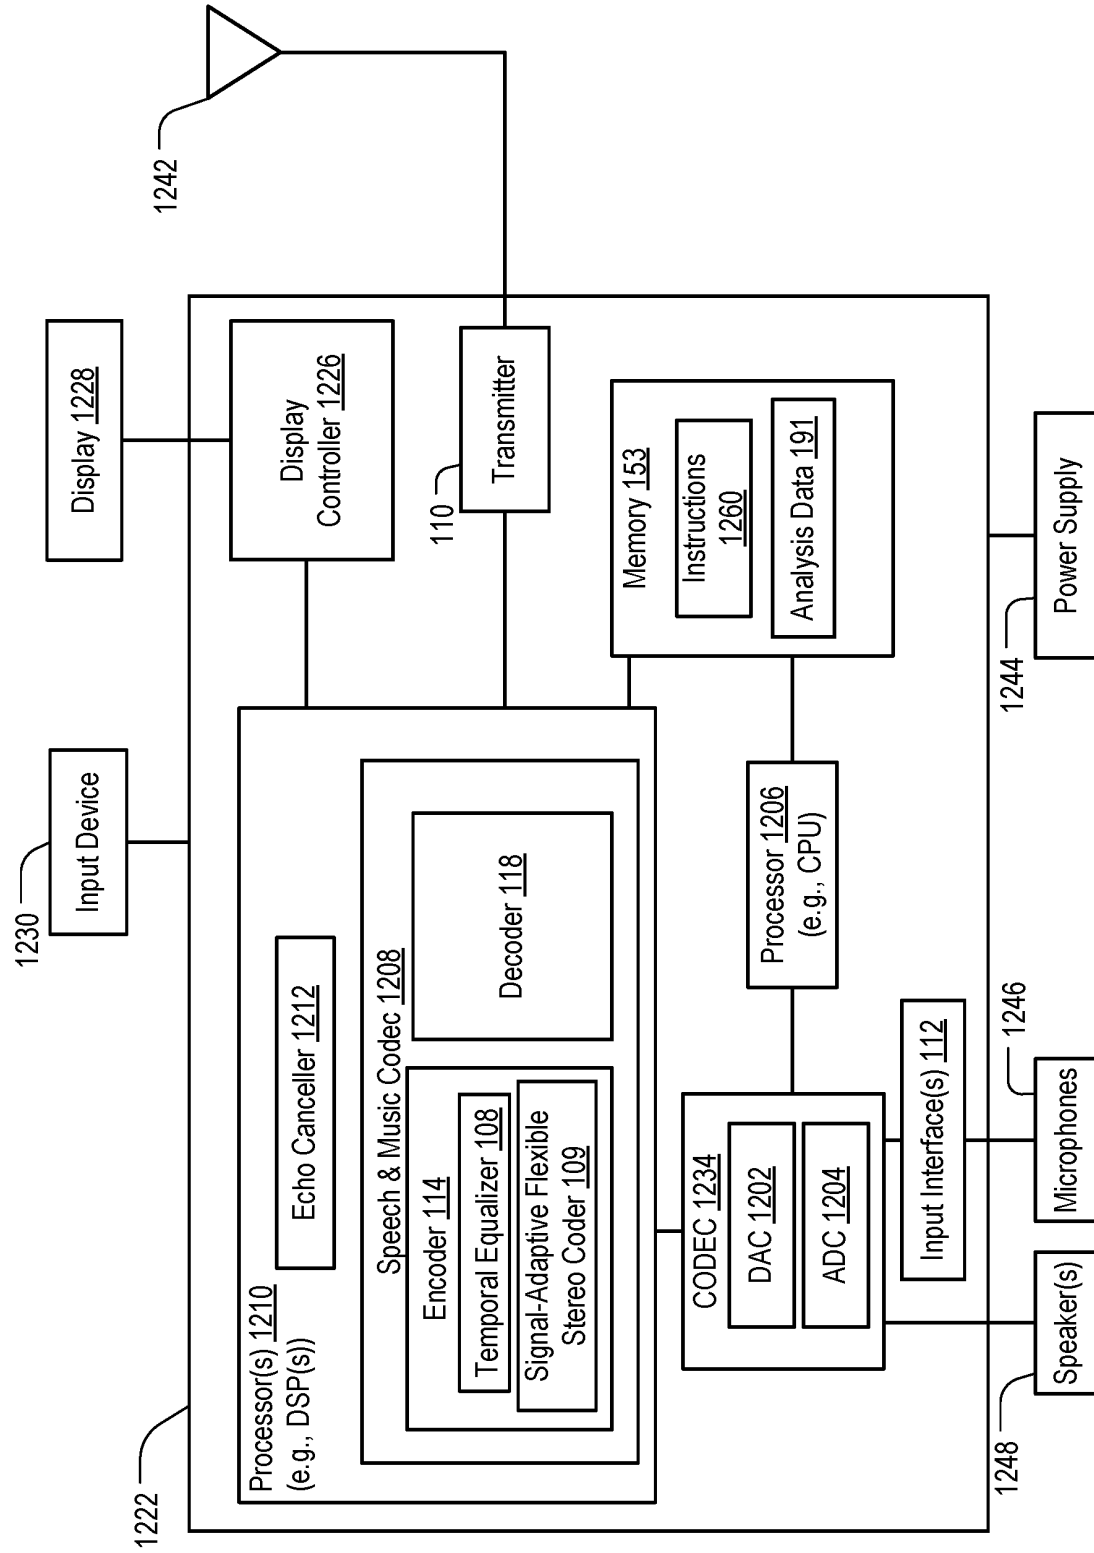 1222
1230
Input Device
Display 1228
1242
Processor(s) 1210
(e.g., DSP(s))
Echo Canceller 1212
Display
Controller 1226
Speech & Music Codec 1208
Encoder 114
Temporal Equalizer 108
Signal-Adaptive Flexible
Stereo Coder 109
Decoder 118
110
Transmitter
CODEC 1234
DAC 1202
ADC 1204
Processor 1206
(e.g., CPU)
Memory 153
Instructions
1260
Analysis Data 191
Input Interface(s) 112
1248
Speaker(s)
1246
Microphones
1244
Power Supply